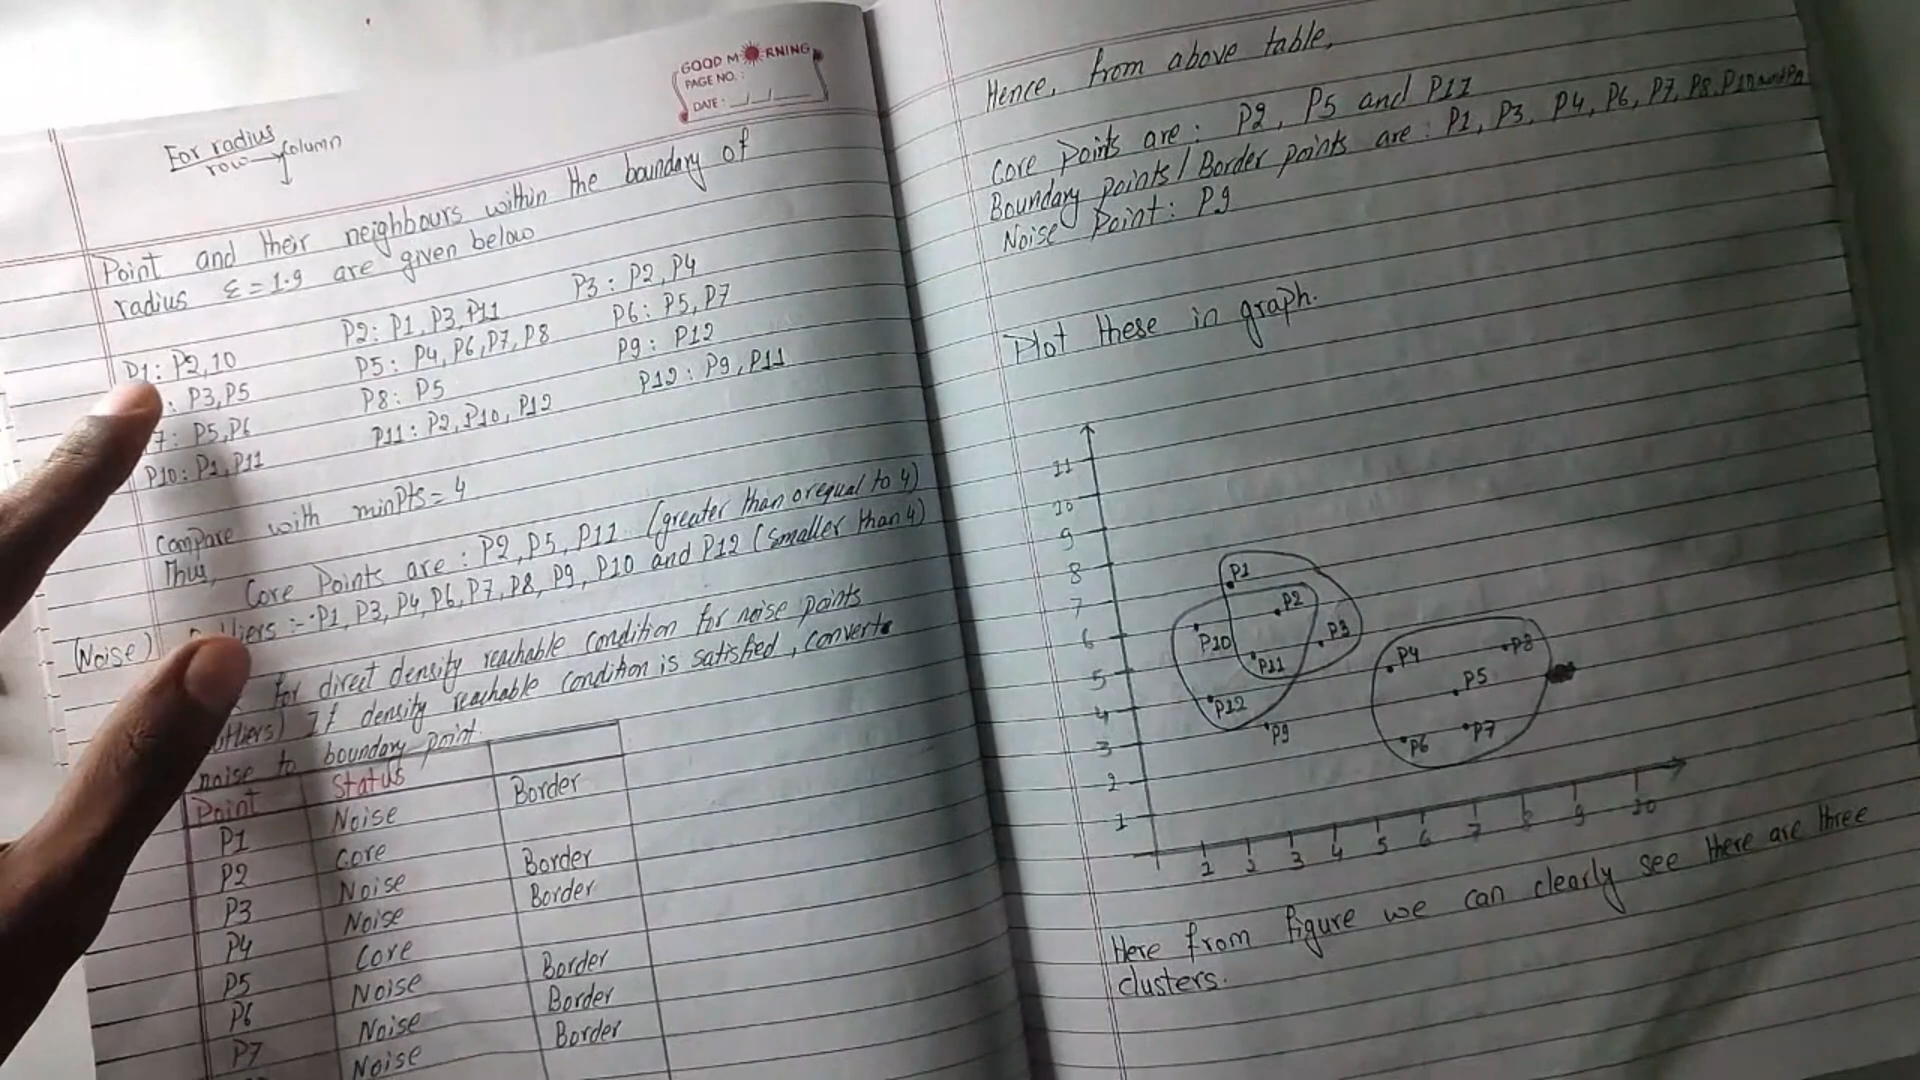 GOOD MORNING
PAGE NO.:
DATE:
For radius
row column
Point and their neighbours within the boundary of
radius ε=1.9 are given below
P1: P2,10 P2: P1,P3,P11 P3: P2,P4
: P3,P5 P5: P4,P6,P7,P8 P6: P5,P7
7: P5,P6 P8: P5 P9: P12
P10: P1,P11 P11: P2,P10,P12 P12: P9,P11
compare with minPts=4
Thus,
Core Points are: P2,P5,P11 (greater than or equal to 4)
(Noise) :- P1,P3,P4,P6,P7,P8,P9,P10 and P12 (smaller than 4)
for direct density reachable condition for noise points
If density reachable condition is satisfied, convert
noise to boundary point.
Point Status
P1 Noise Border
P2 Core
P3 Noise Border
P4 Noise Border
P5 Core
P6 Noise Border
P7 Noise Border
Noise Border
Hence, from above table,
Core Points are: P2, P5 and P11
Boundary points/Border points are: P1, P3, P4, P6, P7, P8, P10
Noise Point: P9
Plot these in graph.
11
10
9
8
7
6
5
4
3
2
1
P1
P2
P10
P3
P11
P12
P9
P4
P8
P5
P6
P7
1 2 3 4 5 6 7 8 9 10
Here from figure we can clearly see there are three
clusters.